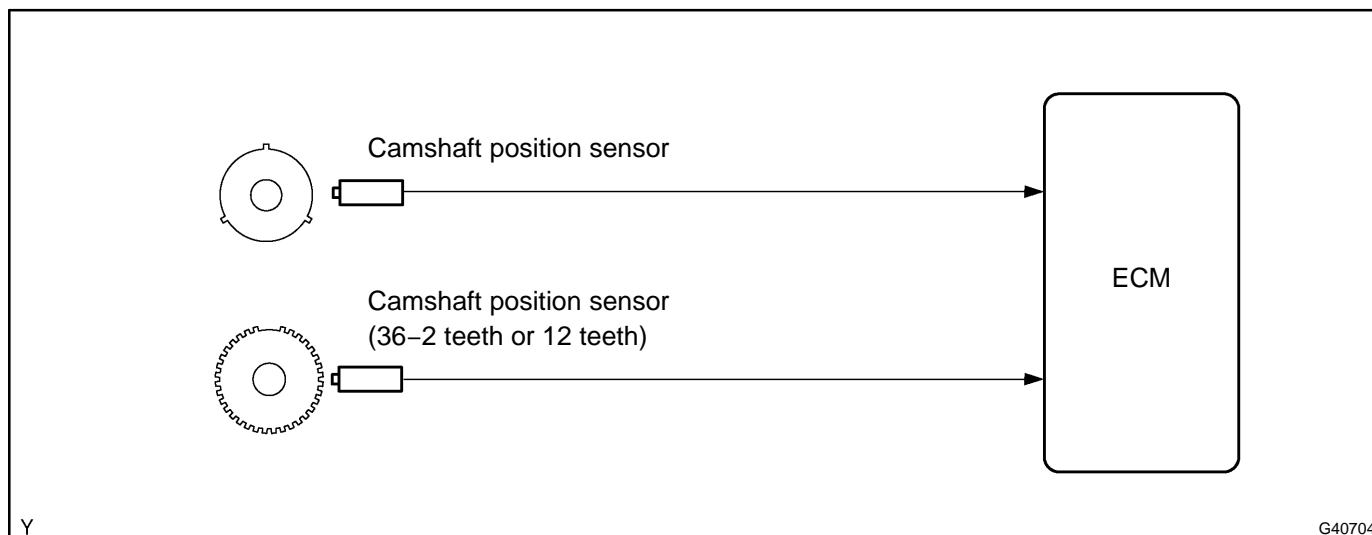 Camshaft position sensor
Camshaft position sensor
(36−2 teeth or 12 teeth)
ECM
Y
G40704